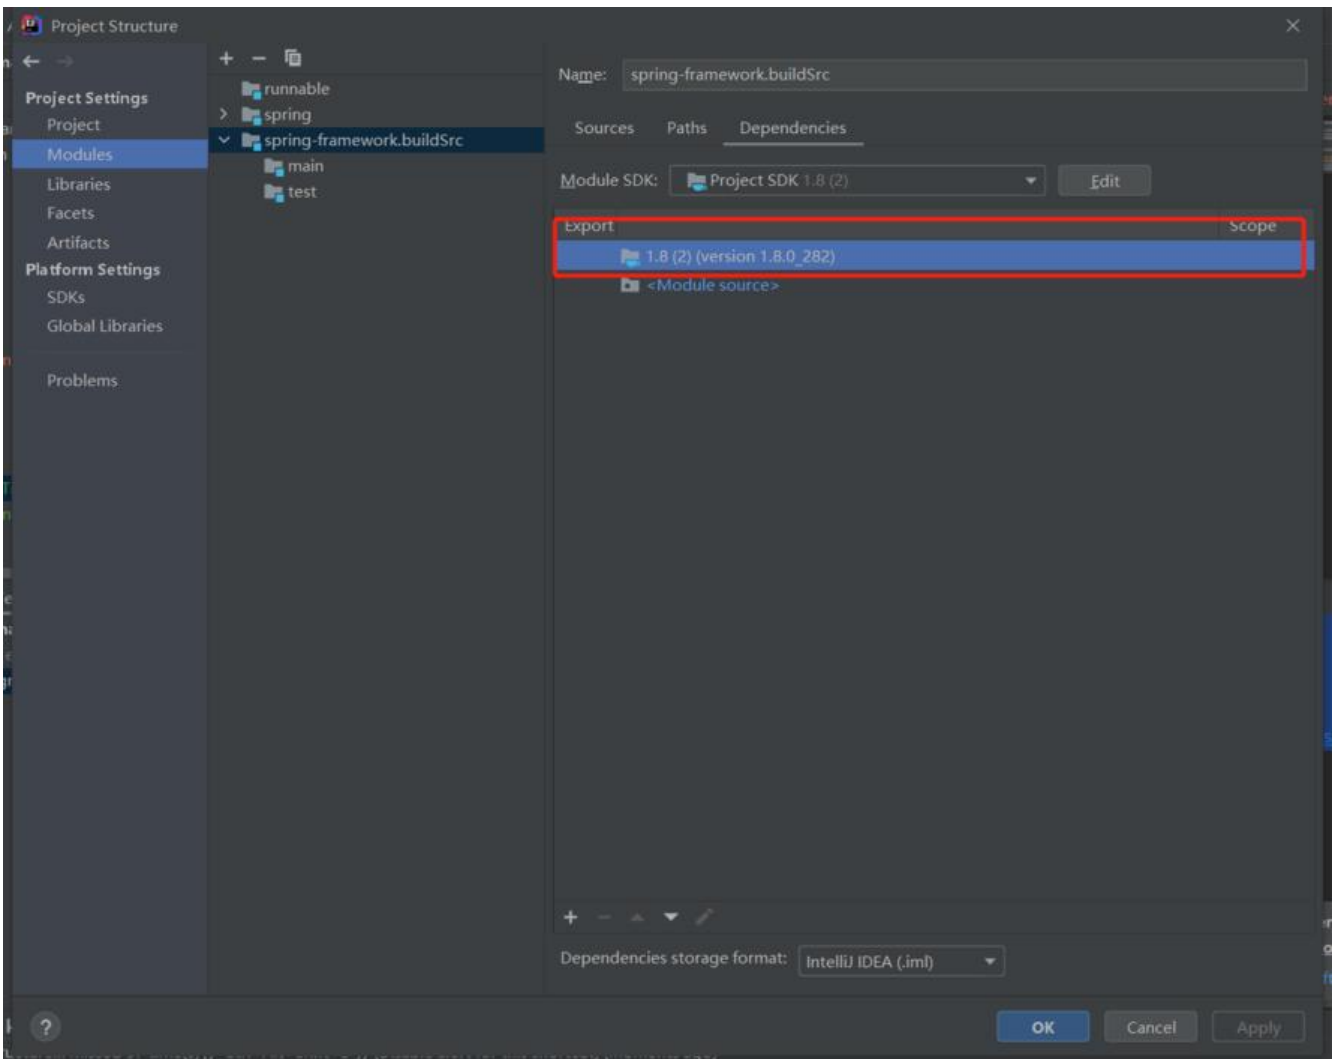 Project Structure
Project Settings
Project
Modules
Libraries
Facets
Artifacts
Platform Settings
SDKs
Global Libraries
Problems
runnable
spring
spring-framework.buildSrc
main
test
Name: spring-framework.buildSrc
Sources Paths Dependencies
Module SDK: Project SDK 1.8 (2) Edit
Export Scope
1.8 (2) (version 1.8.0_282)
<Module source>
Dependencies storage format: IntelliJ IDEA (.iml)
? OK Cancel Apply